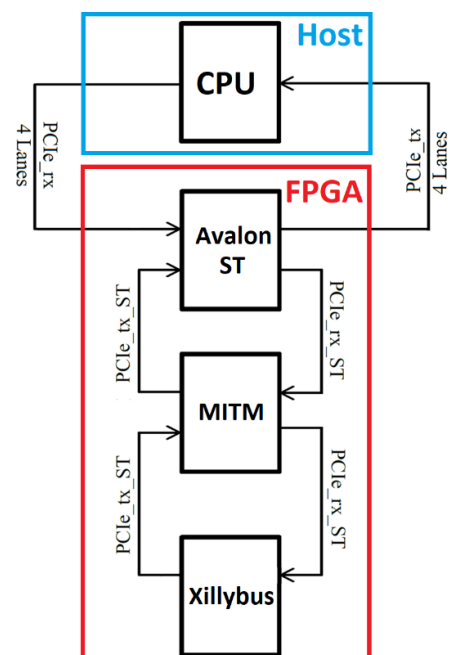 Host
CPU
PCIe_rx
4 Lanes
PCIe_tx
4 Lanes
FPGA
Avalon
ST
PCIe_tx_ST
PCIe_rx_ST
MITM
PCIe_tx_ST
PCIe_rx_ST
Xillybus